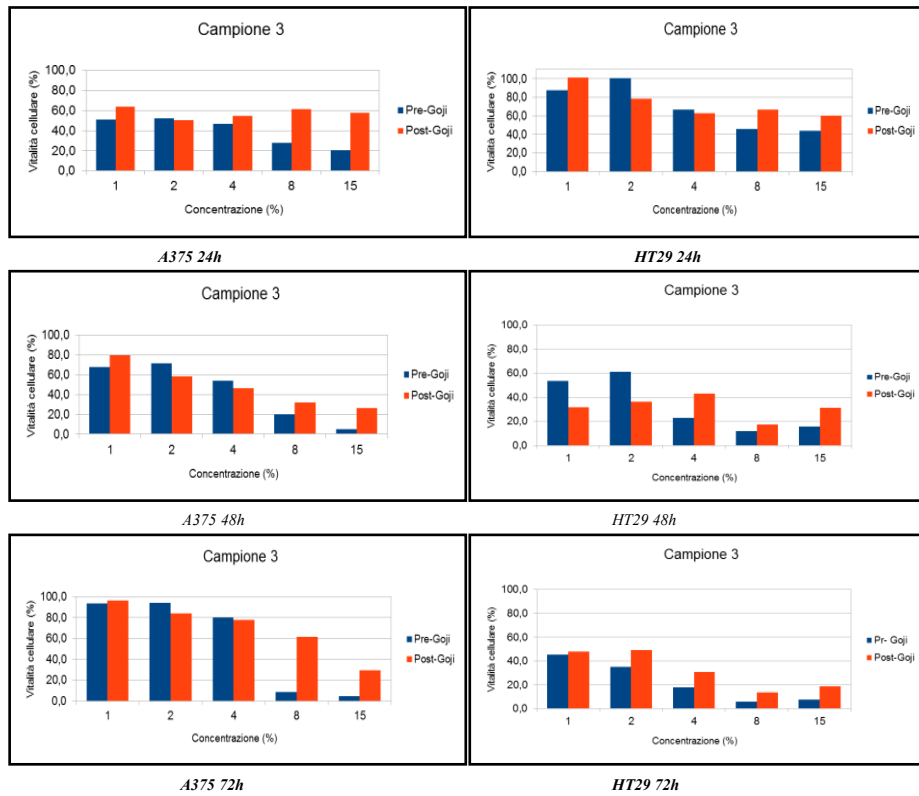 Campione 3
Vitalità cellulare (%)
100,0
80,0
60,0
40,0
20,0
0,0
1 2 4 8 15
Concentrazione (%)
Pre-Goji
Post-Goji
A375 24h
Campione 3
Vitalità cellulare (%)
100,0
80,0
60,0
40,0
20,0
0,0
1 2 4 8 15
Concentrazione (%)
Pre-Goji
Post-Goji
HT29 24h
Campione 3
Vitalità cellulare (%)
100,0
80,0
60,0
40,0
20,0
0,0
1 2 4 8 15
Concentrazione (%)
Pre-Goji
Post-Goji
A375 48h
Campione 3
Vitalità cellulare (%)
100,0
80,0
60,0
40,0
20,0
0,0
1 2 4 8 15
Concentrazione (%)
Pre-Goji
Post-Goji
HT29 48h
Campione 3
Vitalità cellulare (%)
100,0
80,0
60,0
40,0
20,0
0,0
1 2 4 8 15
Concentrazione (%)
Pre-Goji
Post-Goji
A375 72h
Campione 3
Vitalità cellulare (%)
100,0
80,0
60,0
40,0
20,0
0,0
1 2 4 8 15
Concentrazione (%)
Pr- Goji
Post-Goji
HT29 72h